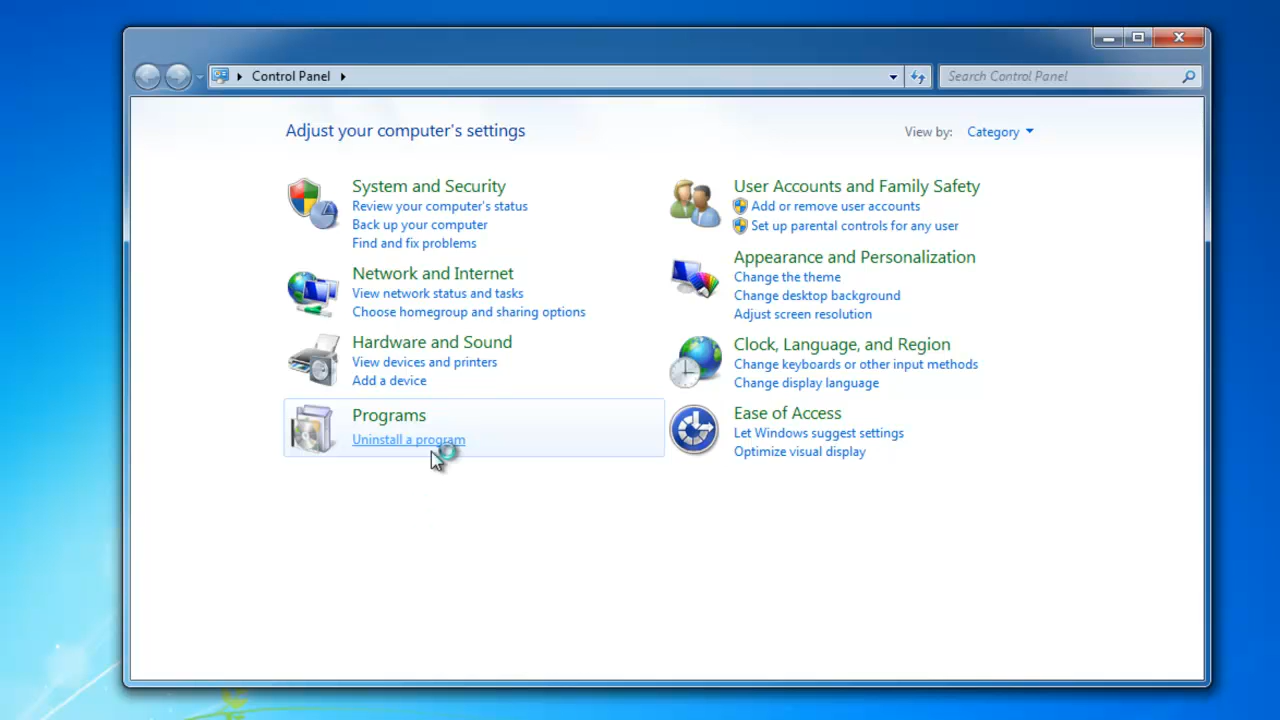 Control Panel
Search Control Panel
Adjust your computer's settings
View by: Category
System and Security
Review your computer's status
Back up your computer
Find and fix problems
Network and Internet
View network status and tasks
Choose homegroup and sharing options
Hardware and Sound
View devices and printers
Add a device
Programs
Uninstall a program
User Accounts and Family Safety
Add or remove user accounts
Set up parental controls for any user
Appearance and Personalization
Change the theme
Change desktop background
Adjust screen resolution
Clock, Language, and Region
Change keyboards or other input methods
Change display language
Ease of Access
Let Windows suggest settings
Optimize visual display